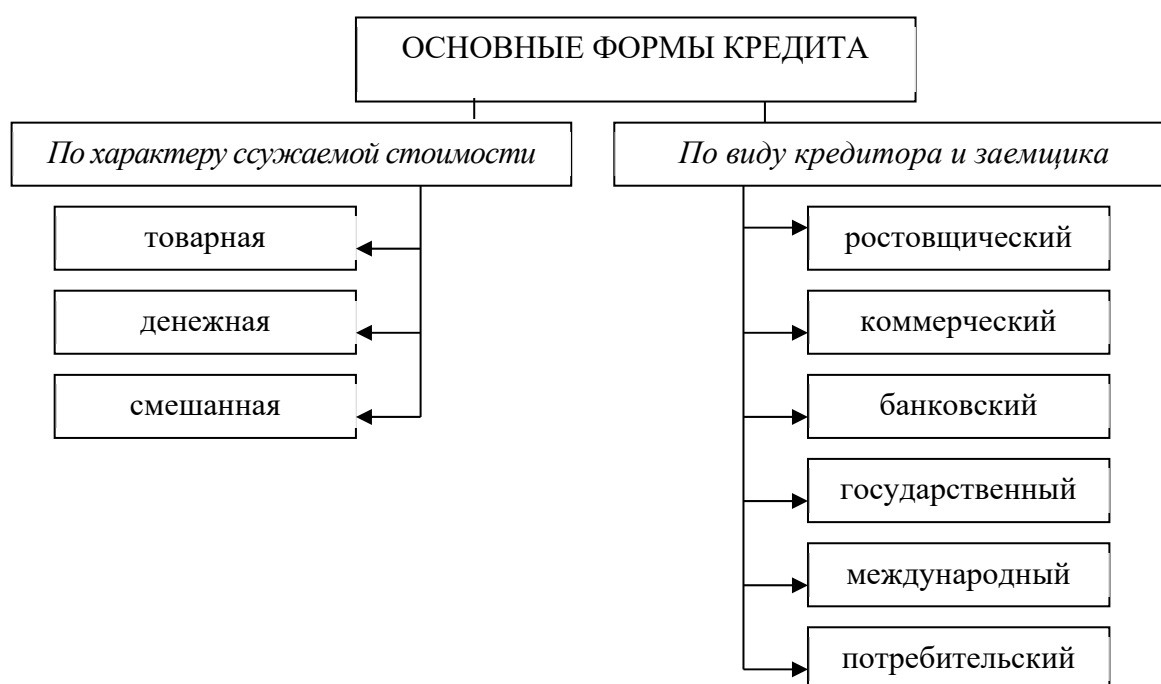 ОСНОВНЫЕ ФОРМЫ КРЕДИТА
По характеру ссужаемой стоимости
товарная
денежная
смешанная
По виду кредитора и заемщика
ростовщический
коммерческий
банковский
государственный
международный
потребительский